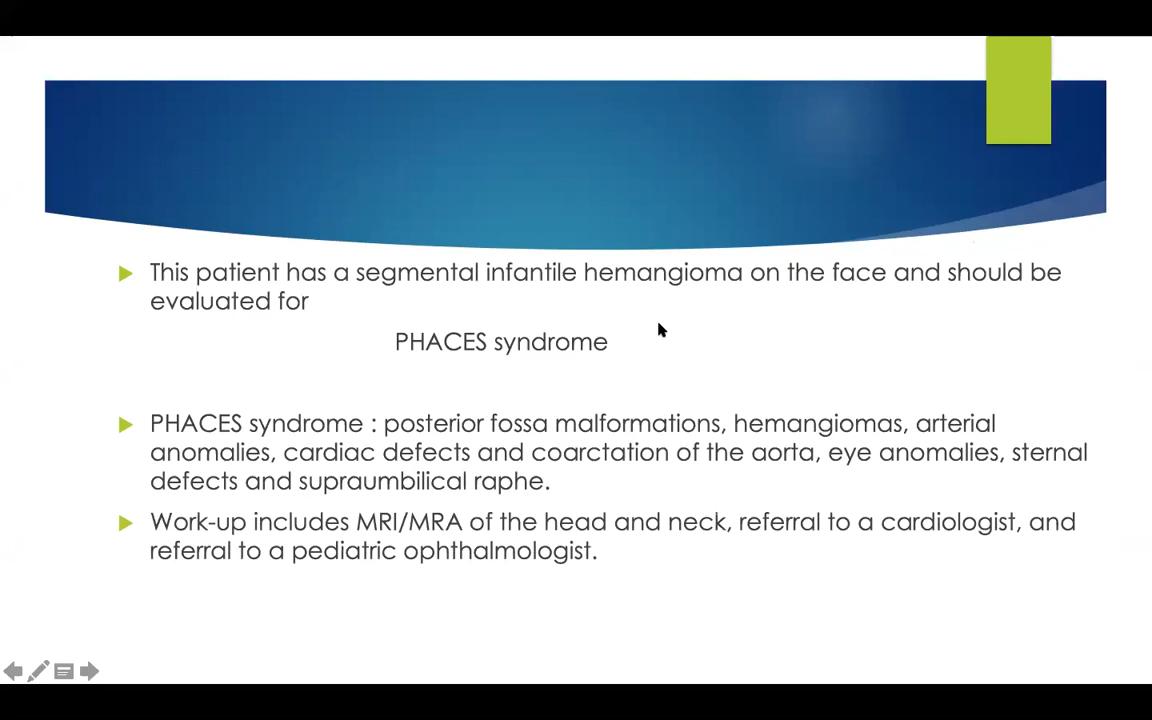 This patient has a segmental infantile hemangioma on the face and should be
evaluated for
PHACES syndrome
PHACES syndrome : posterior fossa malformations, hemangiomas, arterial
anomalies, cardiac defects and coarctation of the aorta, eye anomalies, sternal
defects and supraumbilical raphe.
Work-up includes MRI/MRA of the head and neck, referral to a cardiologist, and
referral to a pediatric ophthalmologist.